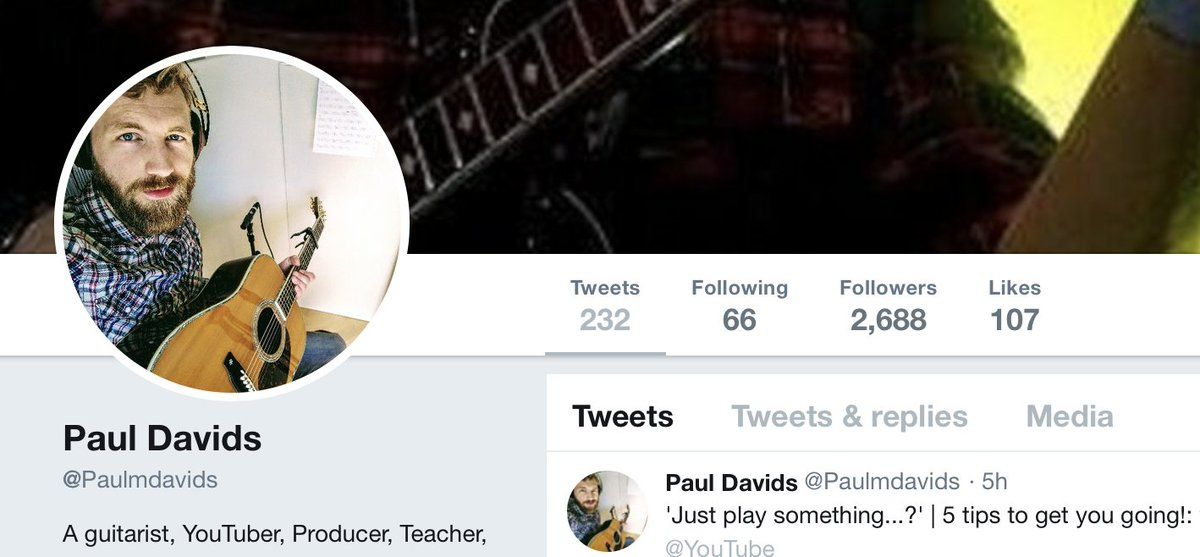 Tweets Following Followers Likes
232 66 2,688 107
Paul Davids
@Paulmdavids
A guitarist, YouTuber, Producer, Teacher,
Tweets Tweets & replies Media
Paul Davids @Paulmdavids · 5h
'Just play something...?' | 5 tips to get you going!:
@YouTube